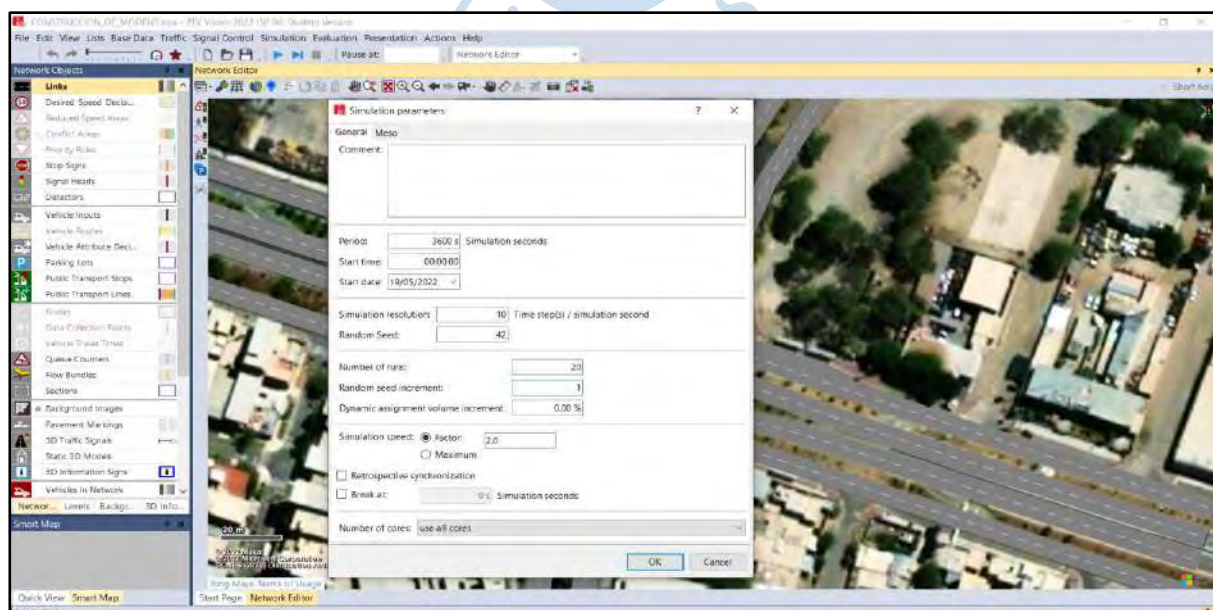 CONSTRUCCION_DE_MODELO.inpx - PTV Vissim 2022 (SP 04) Student version
File Edit View Lists Base Data Traffic Signal Control Simulation Evaluation Presentation Actions Help
Pause at: Network Editor
Network Objects
Network Editor
Links
Desired Speed Decisi...
Reduced Speed Areas
Conflict Areas
Priority Rules
Stop Signs
Signal Heads
Detectors
Vehicle Inputs
Vehicle Routes
Vehicle Attribute Deci...
Parking Lots
Public Transport Stops
Public Transport Lines
Nodes
Data Collection Points
Vehicle Travel Times
Queue Counters
Flow Bundles
Sections
Background Images
Pavement Markings
3D Traffic Signals
Static 3D Models
3D Information Signs
Vehicles In Network
Networ... Levels Backgr... 3D Info...
Smart Map
Quick View Smart Map
Simulation parameters ? ×
General Meso
Comment:
Period: 3600 s Simulation seconds
Start time: 00:00:00
Start date: 19/05/2022
Simulation resolution: 10 Time step(s) / simulation second
Random Seed: 42
Number of runs: 20
Random seed increment: 1
Dynamic assignment volume increment: 0.00 %
Simulation speed: Factor: 2.0
Maximum
Retrospective synchronization
Break at: 0 s Simulation seconds
Number of cores: use all cores
OK Cancel
20 m
Bing Maps Terms of Usage
Start Page Network Editor